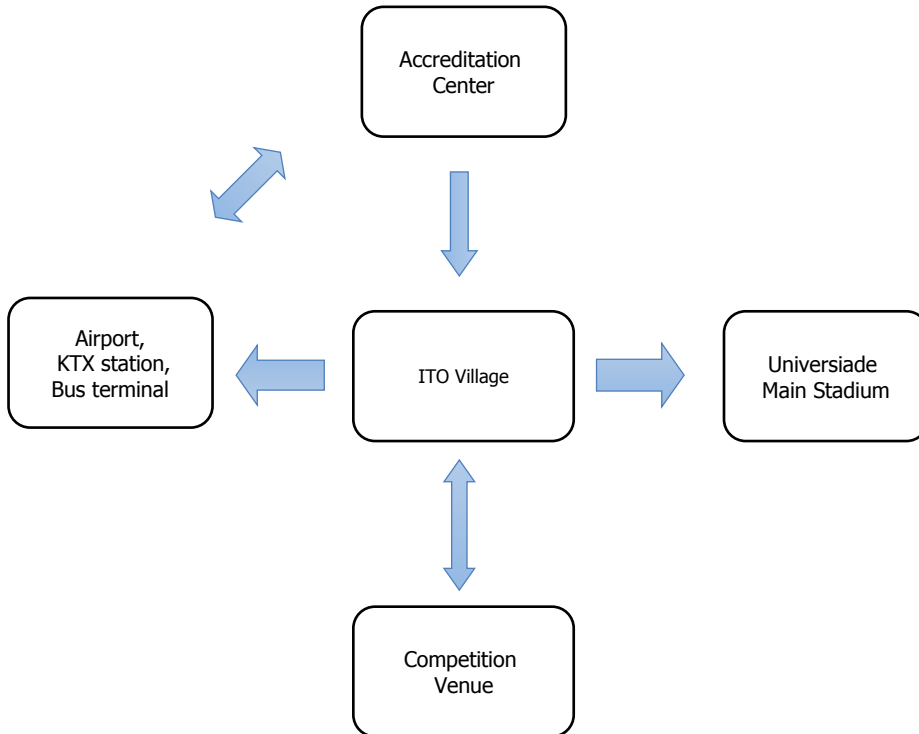 Accreditation
Center
Airport,
KTX station,
Bus terminal
ITO Village
Universiade
Main Stadium
Competition
Venue